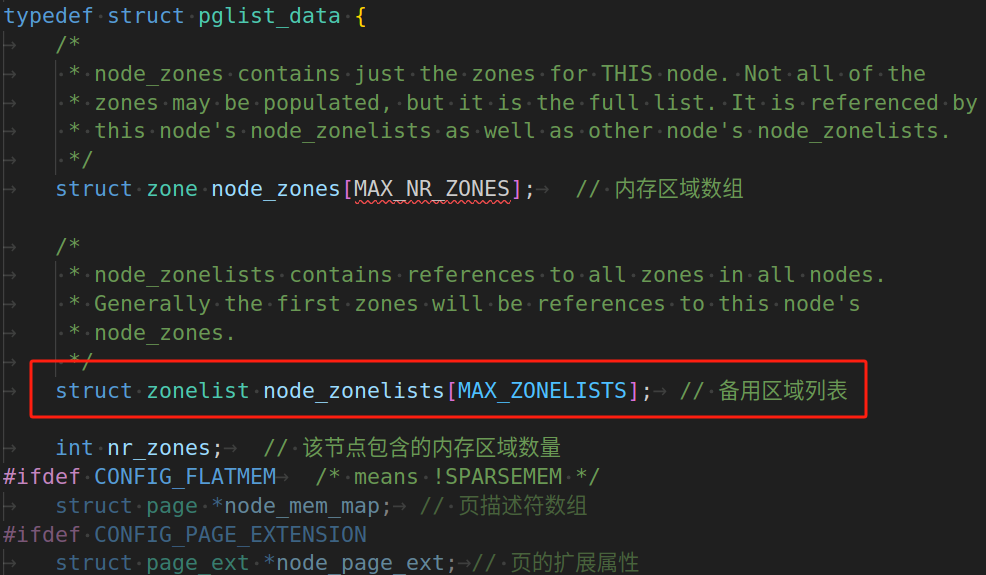 typedef struct pglist_data {
/*
* node_zones contains just the zones for THIS node. Not all of the
* zones may be populated, but it is the full list. It is referenced by
* this node's node_zonelists as well as other node's node_zonelists.
*/
struct zone node_zones[MAX_NR_ZONES]; // 内存区域数组
/*
* node_zonelists contains references to all zones in all nodes.
* Generally the first zones will be references to this node's
* node_zones.
*/
struct zonelist node_zonelists[MAX_ZONELISTS]; // 备用区域列表
int nr_zones; // 该节点包含的内存区域数量
#ifdef CONFIG_FLATMEM /* means !SPARSEMEM */
struct page *node_mem_map; // 页描述符数组
#ifdef CONFIG_PAGE_EXTENSION
struct page_ext *node_page_ext; // 页的扩展属性